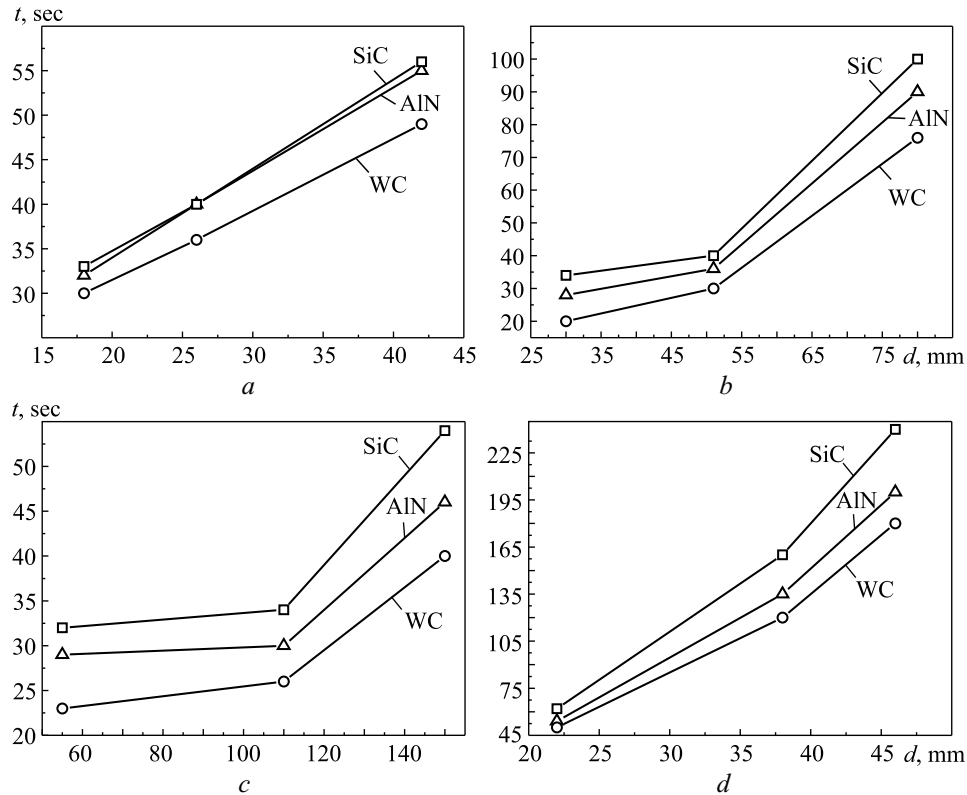 t, sec
55
50
45
40
35
30
15 20 25 30 35 40 45
SiC
AlN
WC
a
100
90
80
70
60
50
40
30
20
25 35 45 55 65 75 d, mm
SiC
AlN
WC
b
t, sec
50
45
40
35
30
25
20
60 80 100 120 140
SiC
AlN
WC
c
225
195
165
135
105
75
45
20 25 30 35 40 45 d, mm
SiC
AlN
WC
d